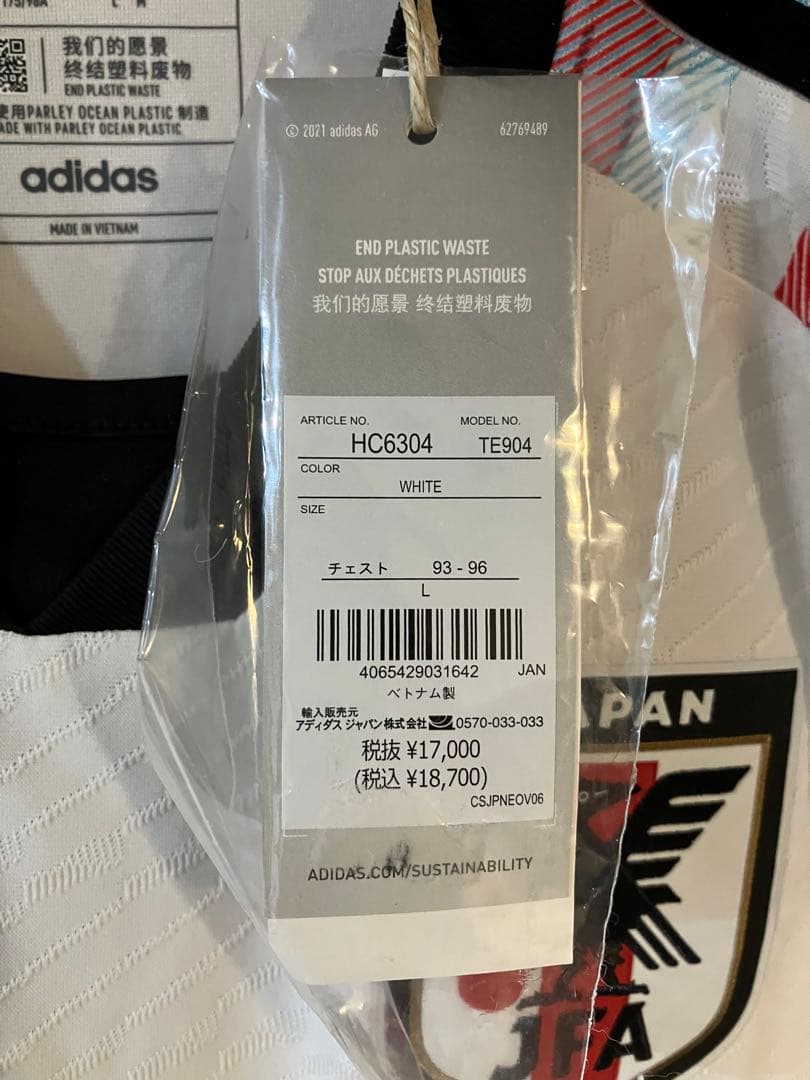 175/96A L M
我们的愿景
终结塑料废物
END PLASTIC WASTE
使用PARLEY OCEAN PLASTIC 制造
MADE WITH PARLEY OCEAN PLASTIC
adidas
MADE IN VIETNAM
© 2021 adidas AG 62769489
END PLASTIC WASTE
STOP AUX DÉCHETS PLASTIQUES
我们的愿景 终结塑料废物
ARTICLE NO. MODEL NO.
HC6304 TE904
COLOR
WHITE
SIZE
チェスト 93 - 96
L
4065429031642 JAN
ベトナム製
輸入販売元
アディダス ジャパン株式会社 0570-033-033
税抜 ¥17,000
(税込 ¥18,700)
CSJPNEOV06
ADIDAS.COM/SUSTAINABILITY
JAPAN
JFA